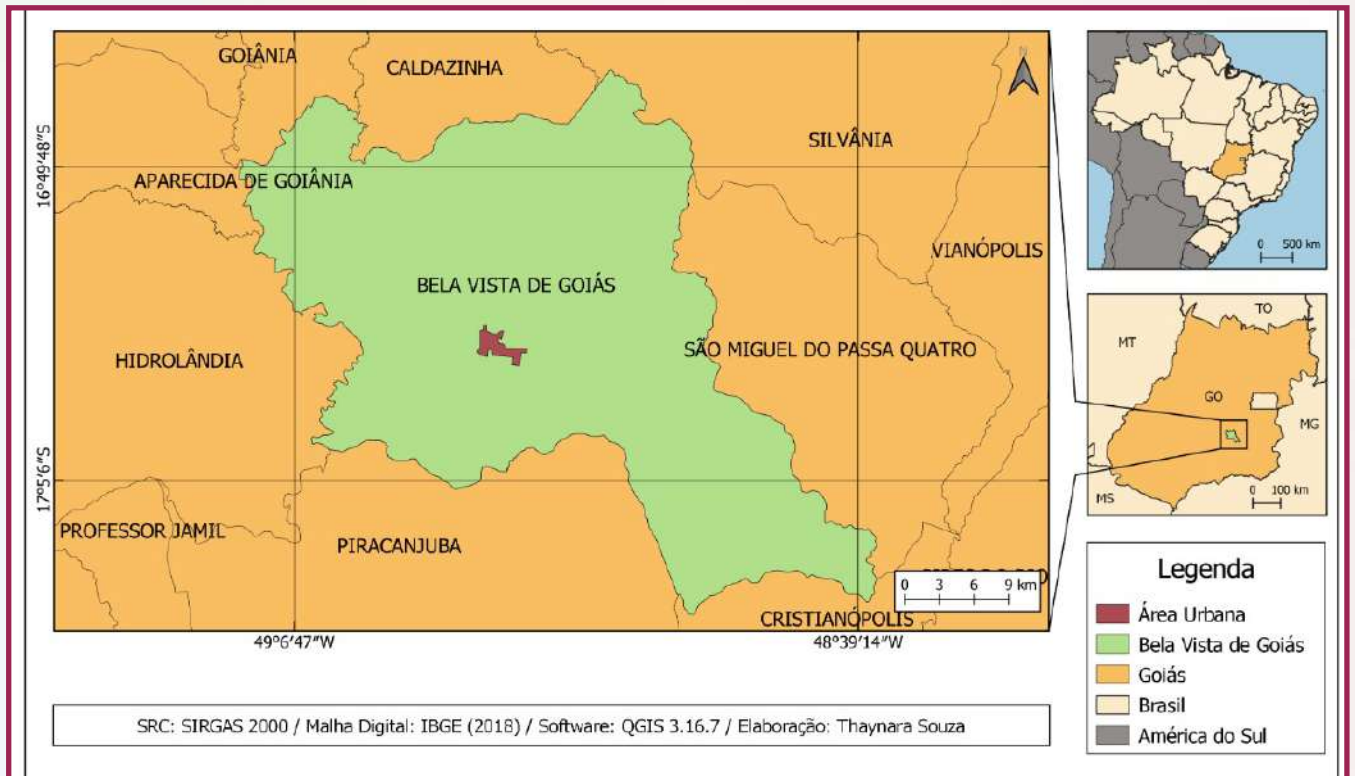 GOIÂNIA
CALDAZINHA
N
SILVÂNIA
APARECIDA DE GOIÂNIA
VIANÓPOLIS
BELA VISTA DE GOIÁS
HIDROLÂNDIA
SÃO MIGUEL DO PASSA QUATRO
PROFESSOR JAMIL
PIRACANJUBA
CRISTIANÓPOLIS
0 3 6 9 km
16°49'48"S
17°5'6"S
49°6'47"W
48°39'14"W
0 500 km
TO
MT
GO
MG
MS
0 100 km
Legenda
Área Urbana
Bela Vista de Goiás
Goiás
Brasil
América do Sul
SRC: SIRGAS 2000 / Malha Digital: IBGE (2018) / Software: QGIS 3.16.7 / Elaboração: Thaynara Souza